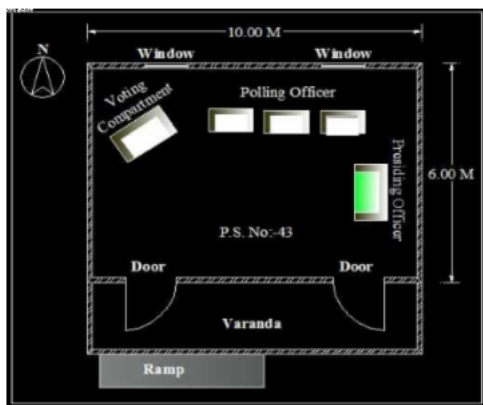 10.00 M
N
Window
Window
Voting
Compartment
Polling Officer
Presiding Officer
6.00 M
P.S. No:-43
Door
Door
Varanda
Ramp